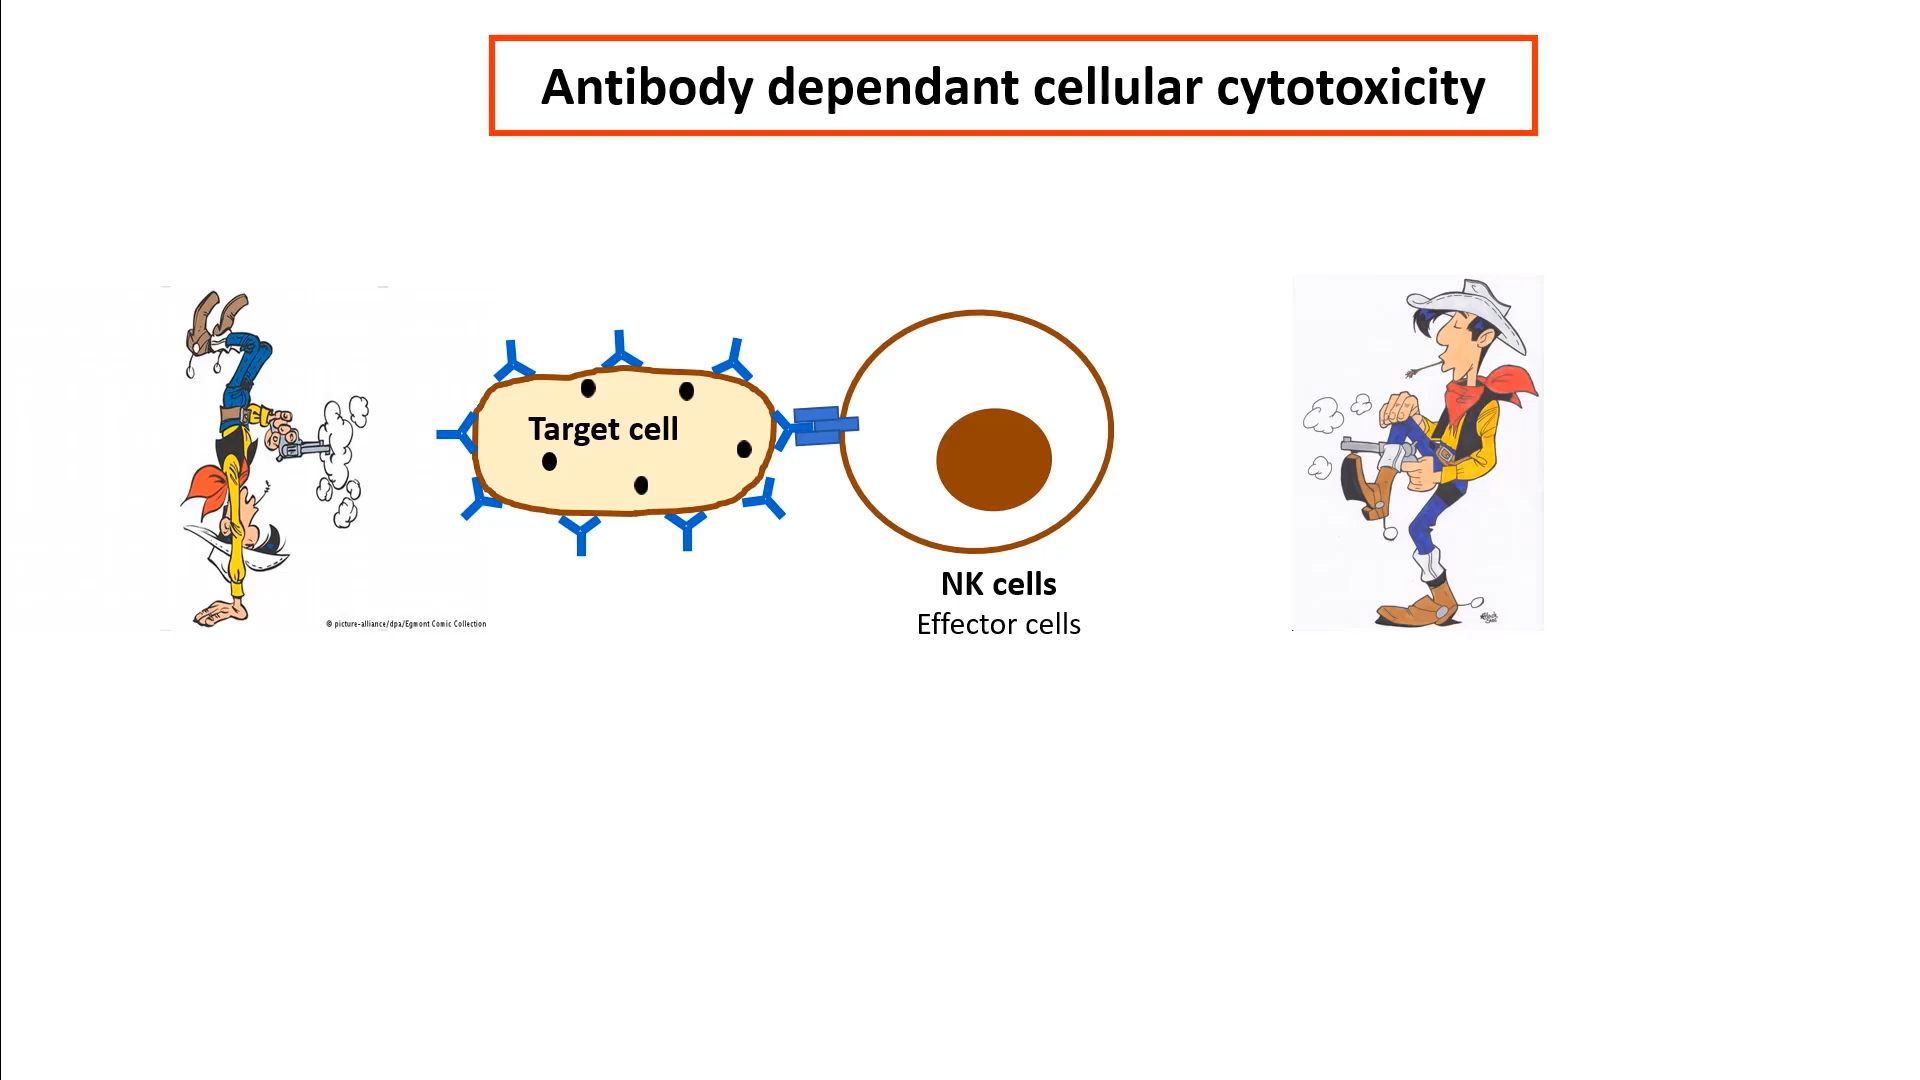 Antibody dependant cellular cytotoxicity
Target cell
NK cells
Effector cells
© picture-alliance/dpa/Egmont Comic Collection